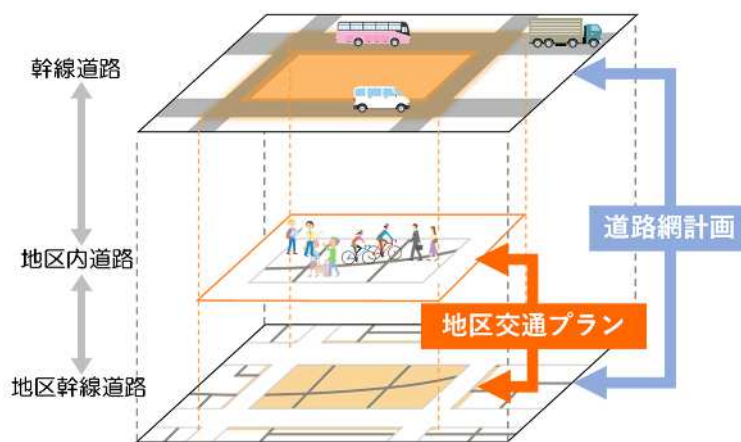 幹線道路
道路網計画
地区内道路
地区交通プラン
地区幹線道路